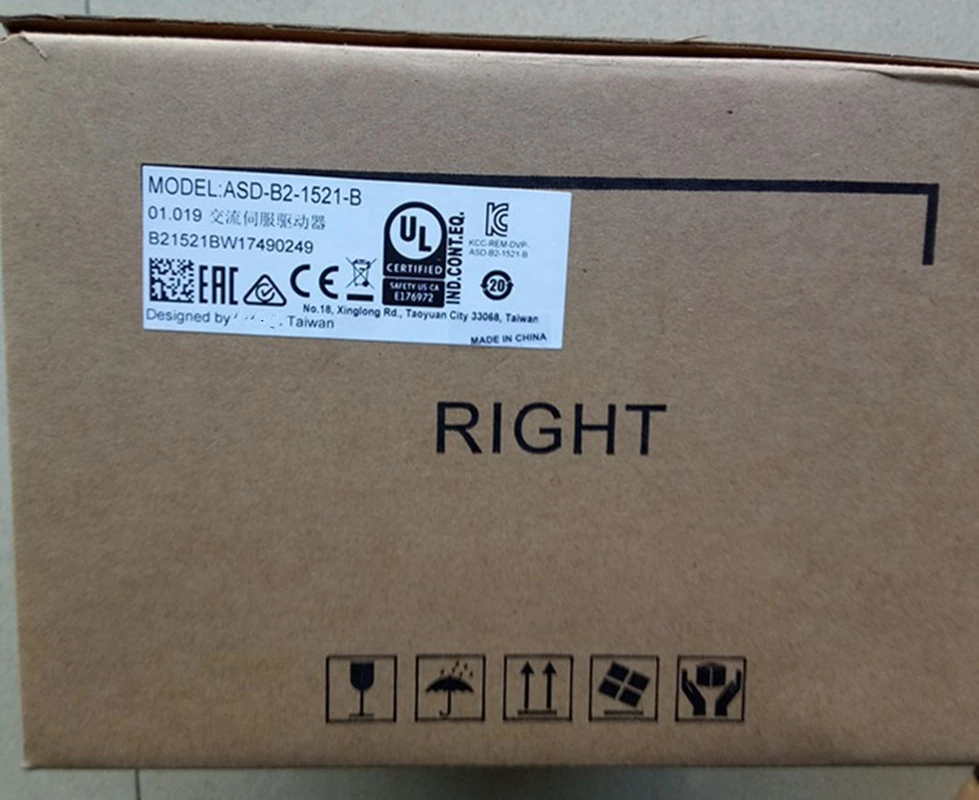 MODEL:ASD-B2-1521-B
01.019 交流伺服驱动器
B21521BW17490249
UL
CERTIFIED
SAFETY US CA
E176972
IND.CONT.EQ.
KCC-REM-DVP-
ASD-B2-1521-B
EAC
CE
20
No.18, Xinglong Rd., Taoyuan City 33068, Taiwan
Designed by Taiwan
MADE IN CHINA
RIGHT